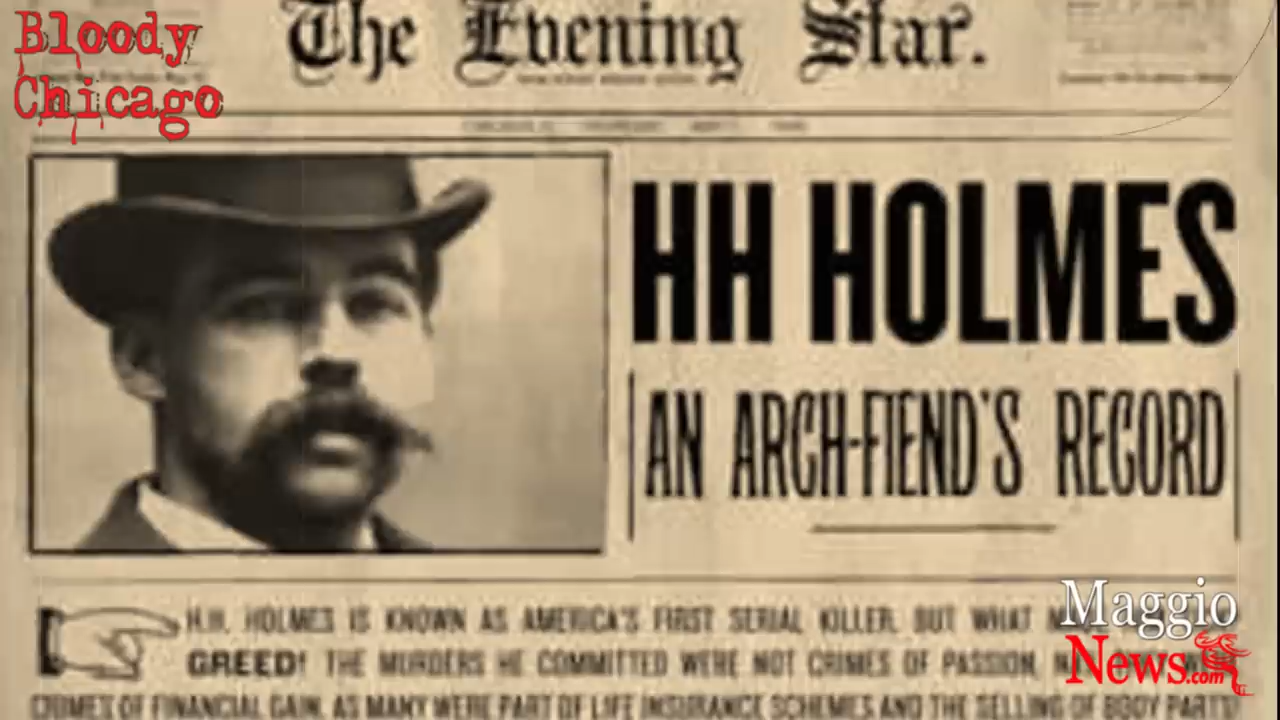 Bloody
Chicago
The Evening Star.
HH HOLMES
AN ARCH-FIEND'S RECORD
H.H. HOLMES IS KNOWN AS AMERICA'S FIRST SERIAL KILLER. BUT WHAT
GREED! THE MURDERS HE COMMITTED WERE NOT CRIMES OF PASSION,
CRIMES OF FINANCIAL GAIN, AS MANY WERE PART OF LIFE INSURANCE SCHEMES AND THE SELLING OF BODY PARTS!
Maggio
News.com